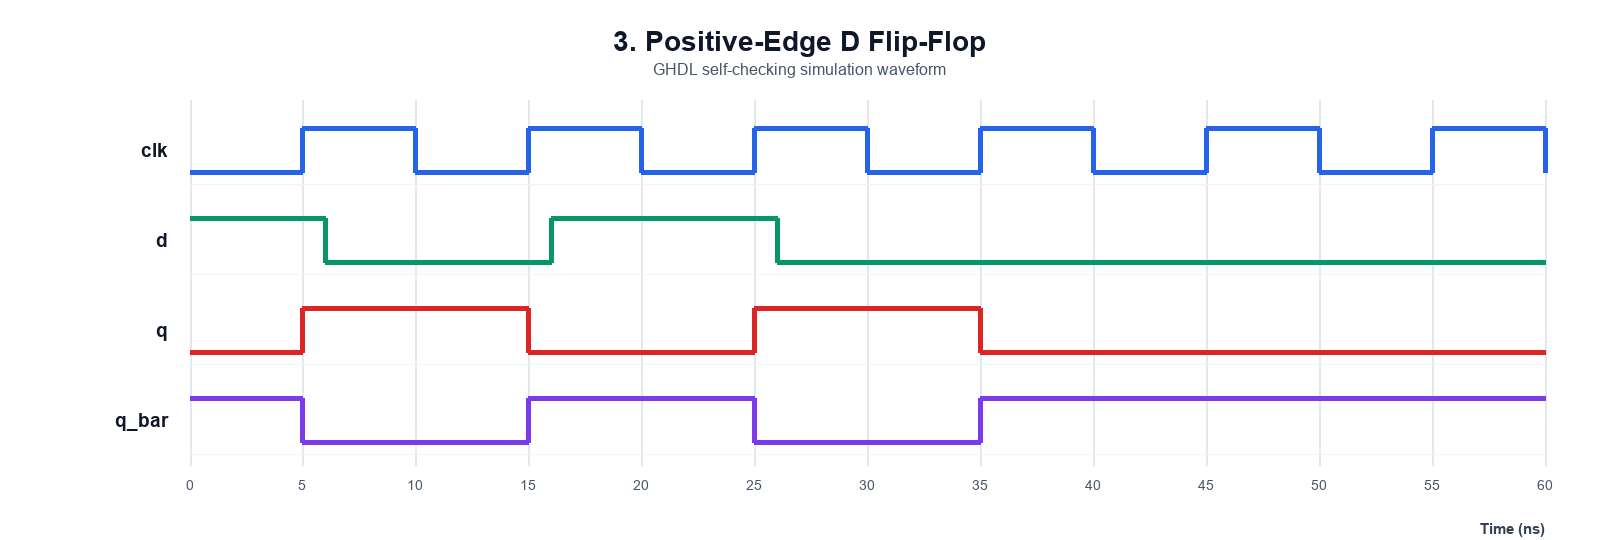 3. Positive-Edge D Flip-Flop
GHDL self-checking simulation waveform
clk
d
q
q_bar
0 5 10 15 20 25 30 35 40 45 50 55 60
Time (ns)